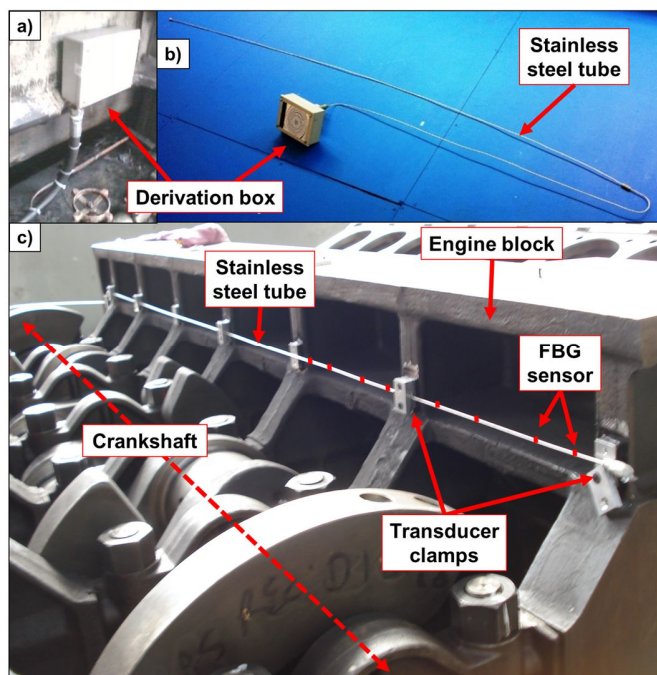 a)
b)
Stainless
steel tube
Derivation box
c)
Engine block
Stainless
steel tube
FBG
sensor
Crankshaft
Transducer
clamps